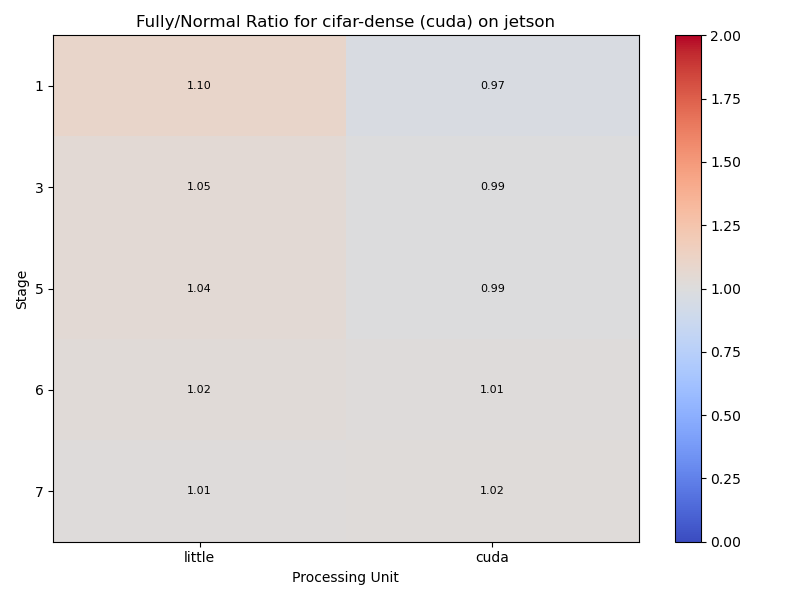 Fully/Normal Ratio for cifar-dense (cuda) on jetson
1 1.10 0.97
3 1.05 0.99
5 1.04 0.99
6 1.02 1.01
7 1.01 1.02
Stage
little cuda
Processing Unit
2.00
1.75
1.50
1.25
1.00
0.75
0.50
0.25
0.00